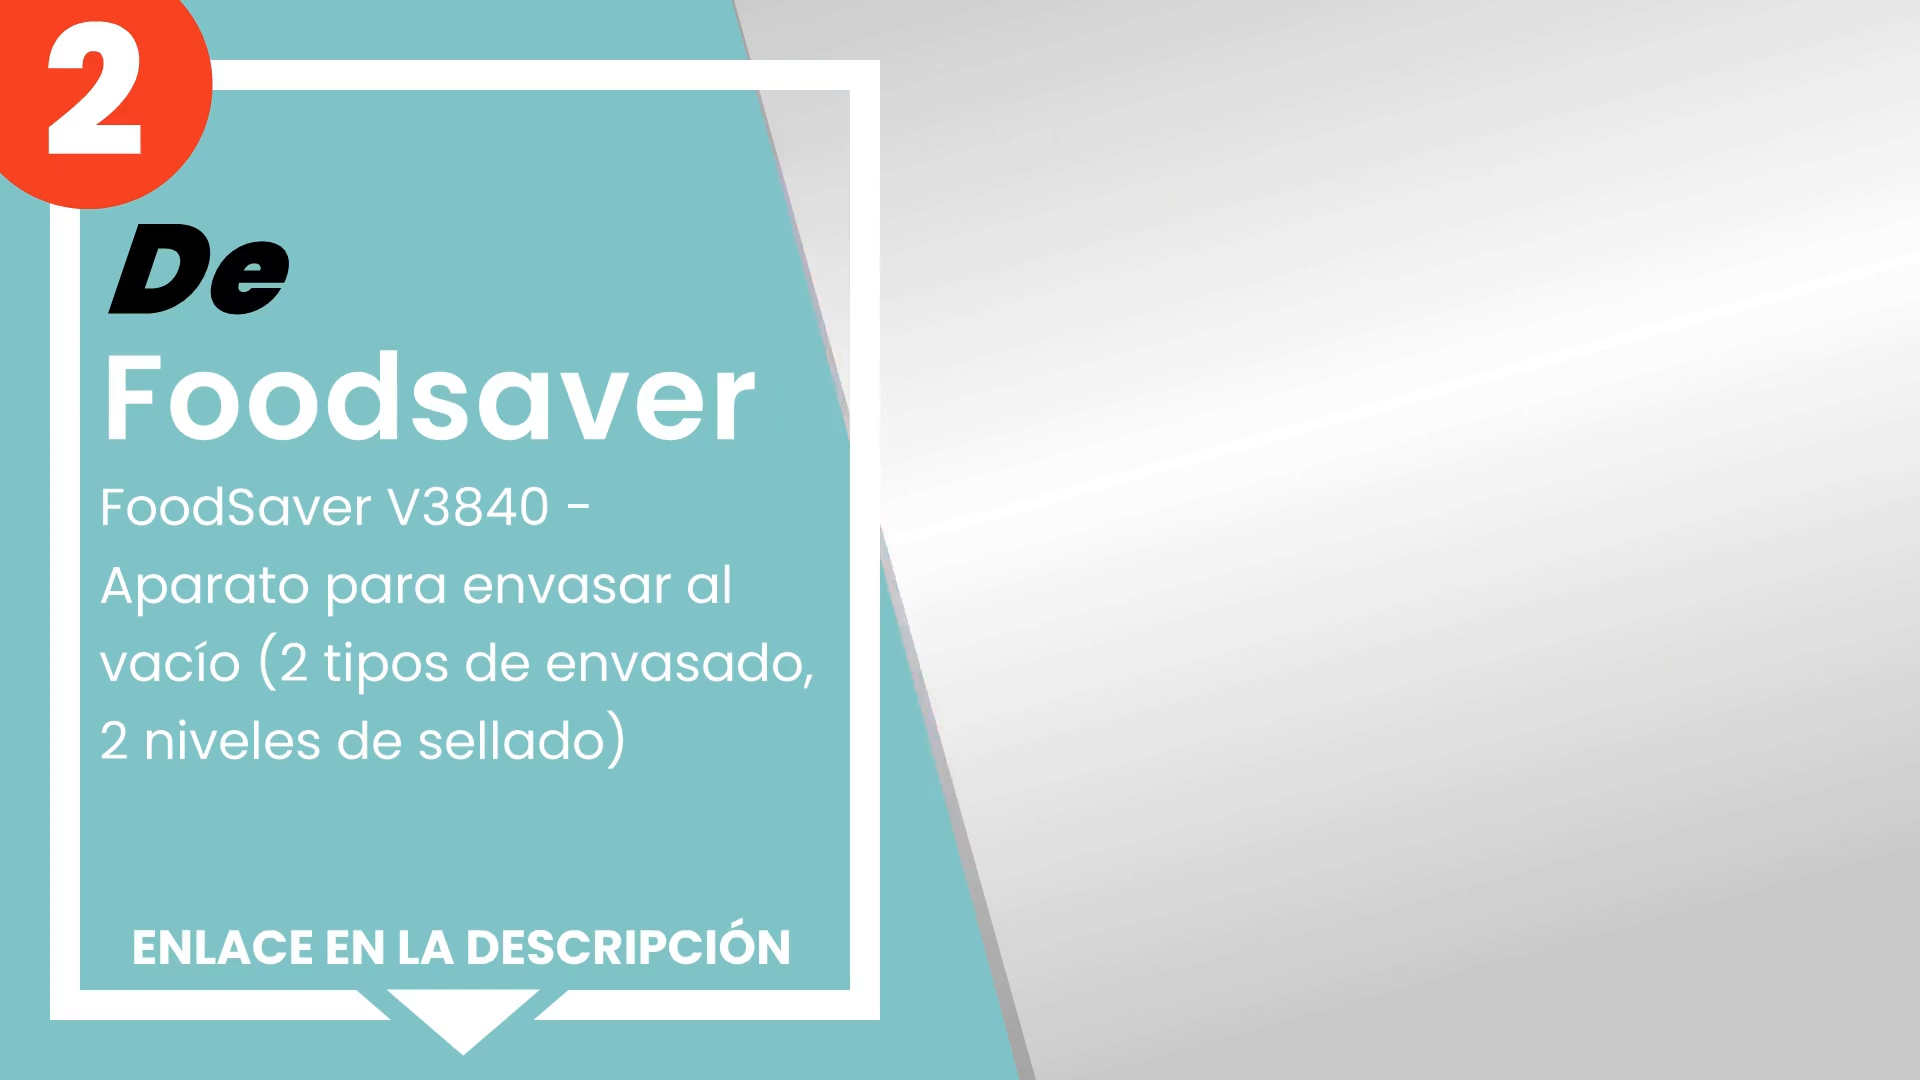 2
De
Foodsaver
FoodSaver V3840 -
Aparato para envasar al
vacío (2 tipos de envasado,
2 niveles de sellado)
ENLACE EN LA DESCRIPCIÓN